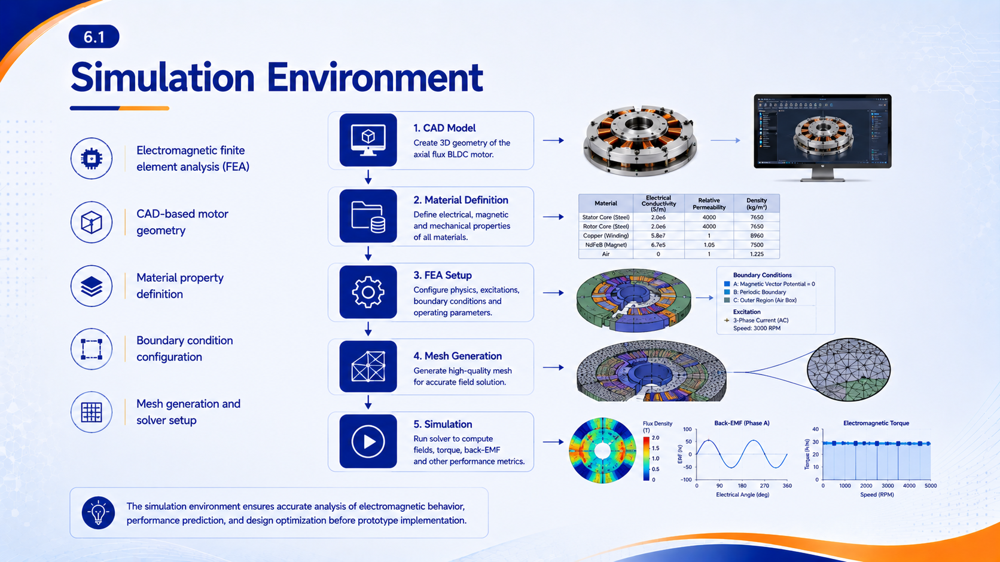 6.1
Simulation Environment
Electromagnetic finite
element analysis (FEA)
CAD-based motor
geometry
Material property
definition
Boundary condition
configuration
Mesh generation and
solver setup
1. CAD Model
Create 3D geometry of the
axial flux BLDC motor.
2. Material Definition
Define electrical, magnetic
and mechanical properties
of all materials.
3. FEA Setup
Configure physics, excitations,
boundary conditions and
operating parameters.
4. Mesh Generation
Generate high-quality mesh
for accurate field solution.
5. Simulation
Run solver to compute
fields, torque, back-EMF
and other performance metrics.
Material Electrical Conductivity (S/m) Relative Permeability Density (kg/m³)
Stator Core (Steel) 2.0e6 4000 7650
Rotor Core (Steel) 2.0e6 4000 7650
Copper (Winding) 5.8e7 1 8960
NdFeB (Magnet) 6.7e5 1.05 7500
Air 0 1 1.225
Boundary Conditions
A: Magnetic Vector Potential = 0
B: Periodic Boundary
C: Outer Region (Air Box)
Excitation
3-Phase Current (AC)
Speed: 3000 RPM
Flux Density
(T)
2.0
1.5
1.0
0.5
0
Back-EMF (Phase A)
100
50
0
-50
-100
0 90 180 270 360
Electrical Angle (deg)
Electromagnetic Torque
40
30
20
10
0
0 1000 2000 3000 4000 5000
Speed (RPM)
The simulation environment ensures accurate analysis of electromagnetic behavior,
performance prediction, and design optimization before prototype implementation.